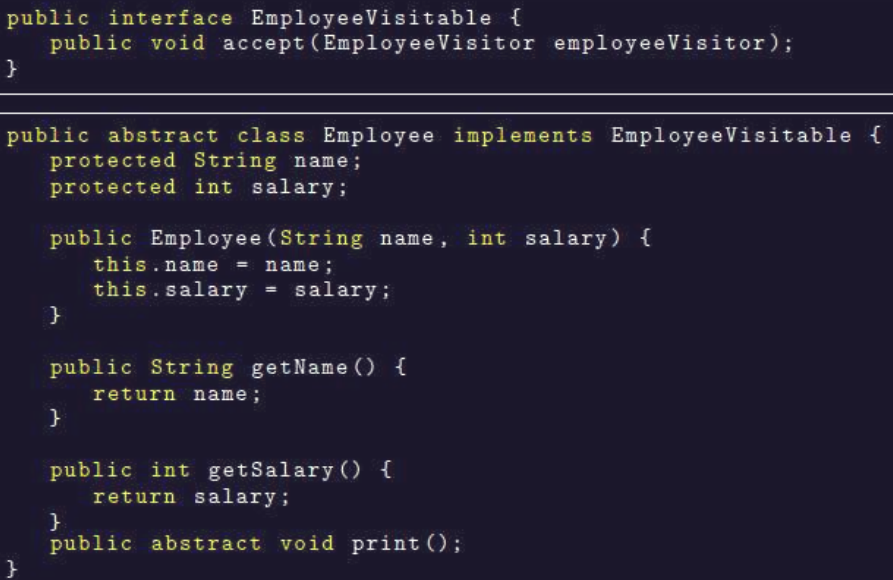 public interface EmployeeVisitable {
public void accept(EmployeeVisitor employeeVisitor);
}
public abstract class Employee implements EmployeeVisitable {
protected String name;
protected int salary;
public Employee(String name, int salary) {
this.name = name;
this.salary = salary;
}
public String getName() {
return name;
}
public int getSalary() {
return salary;
}
public abstract void print();
}